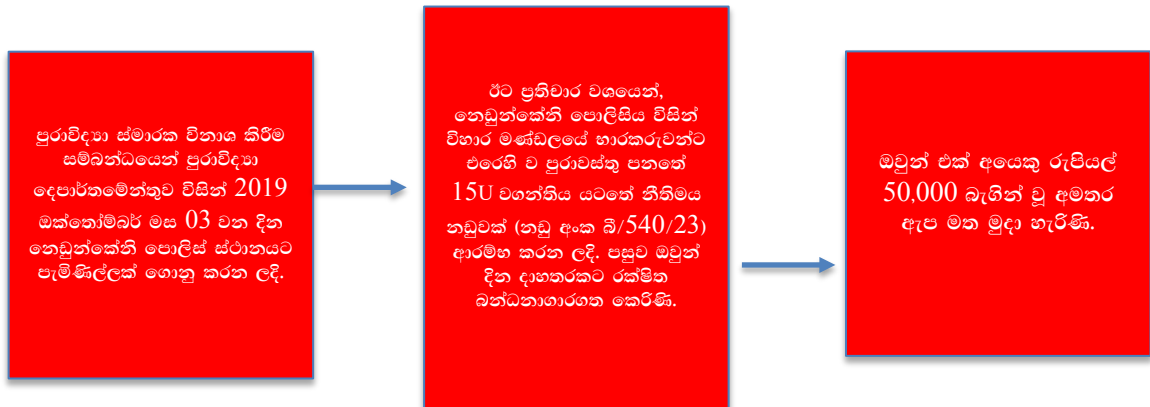 පුරාවිද්‍යා ස්මාරක විනාශ කිරීම
සම්බන්ධයෙන් පුරාවිද්‍යා
දෙපාර්තමේන්තුව විසින් 2019
ඔක්තෝම්බර් මස 03 වන දින
නෙඩුන්කේනි පොලිස් ස්ථානයට
පැමිණිල්ලක් ගොනු කරන ලදි.
ඊට ප්‍රතිචාර වශයෙන්,
නෙඩුන්කේනි පොලිසිය විසින්
විහාර මණ්ඩලයේ භාරකරුවන්ට
එරෙහි ව පුරාවස්තු පනතේ
15U වගන්තිය යටතේ නීතිමය
නඩුවක් (නඩු අංක බී/540/23)
ආරම්භ කරන ලදි. පසුව ඔවුන්
දින දාහතරකට රක්ෂිත
බන්ධනාගාරගත කෙරිණි.
ඔවුන් එක් අයෙකු රුපියල්
50,000 බැගින් වූ අමතර
ඇප මත මුදා හැරිණි.